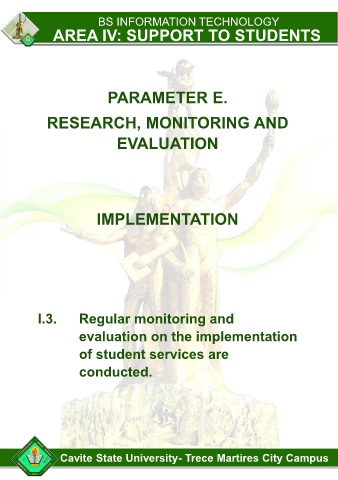 BS INFORMATION TECHNOLOGY
AREA IV: SUPPORT TO STUDENTS
PARAMETER E.
RESEARCH, MONITORING AND
EVALUATION
IMPLEMENTATION
I.3. Regular monitoring and
evaluation on the implementation
of student services are
conducted.
Cavite State University- Trece Martires City Campus